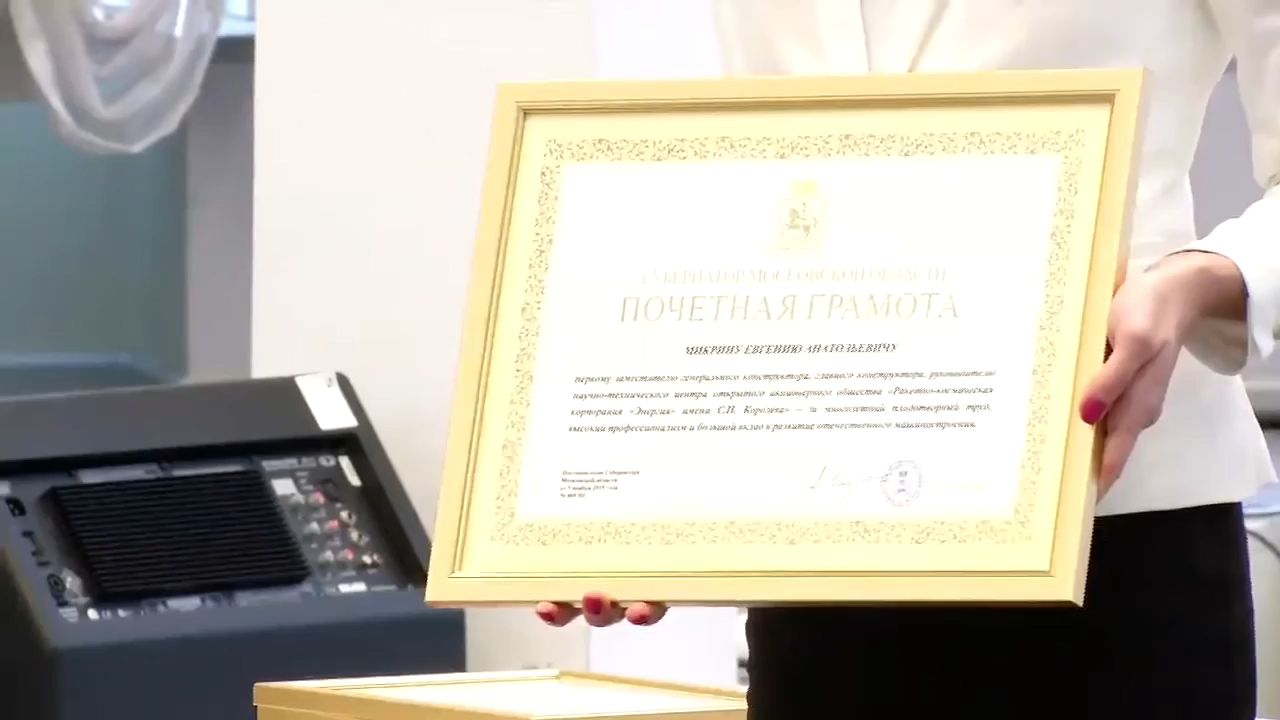 ГУБЕРНАТОР МОСКОВСКОЙ ОБЛАСТИ
ПОЧЕТНАЯ ГРАМОТА
МИКРИНУ ЕВГЕНИЮ АНАТОЛЬЕВИЧУ
первому заместителю генерального конструктора, главного конструктора, руководителю
научно-технического центра открытого акционерного общества «Ракетно-космическая
корпорация «Энергия» имени С.П. Королева» – за многолетний плодотворный труд,
высокий профессионализм и большой вклад в развитие отечественного машиностроения.
Постановление Губернатора
Московской области